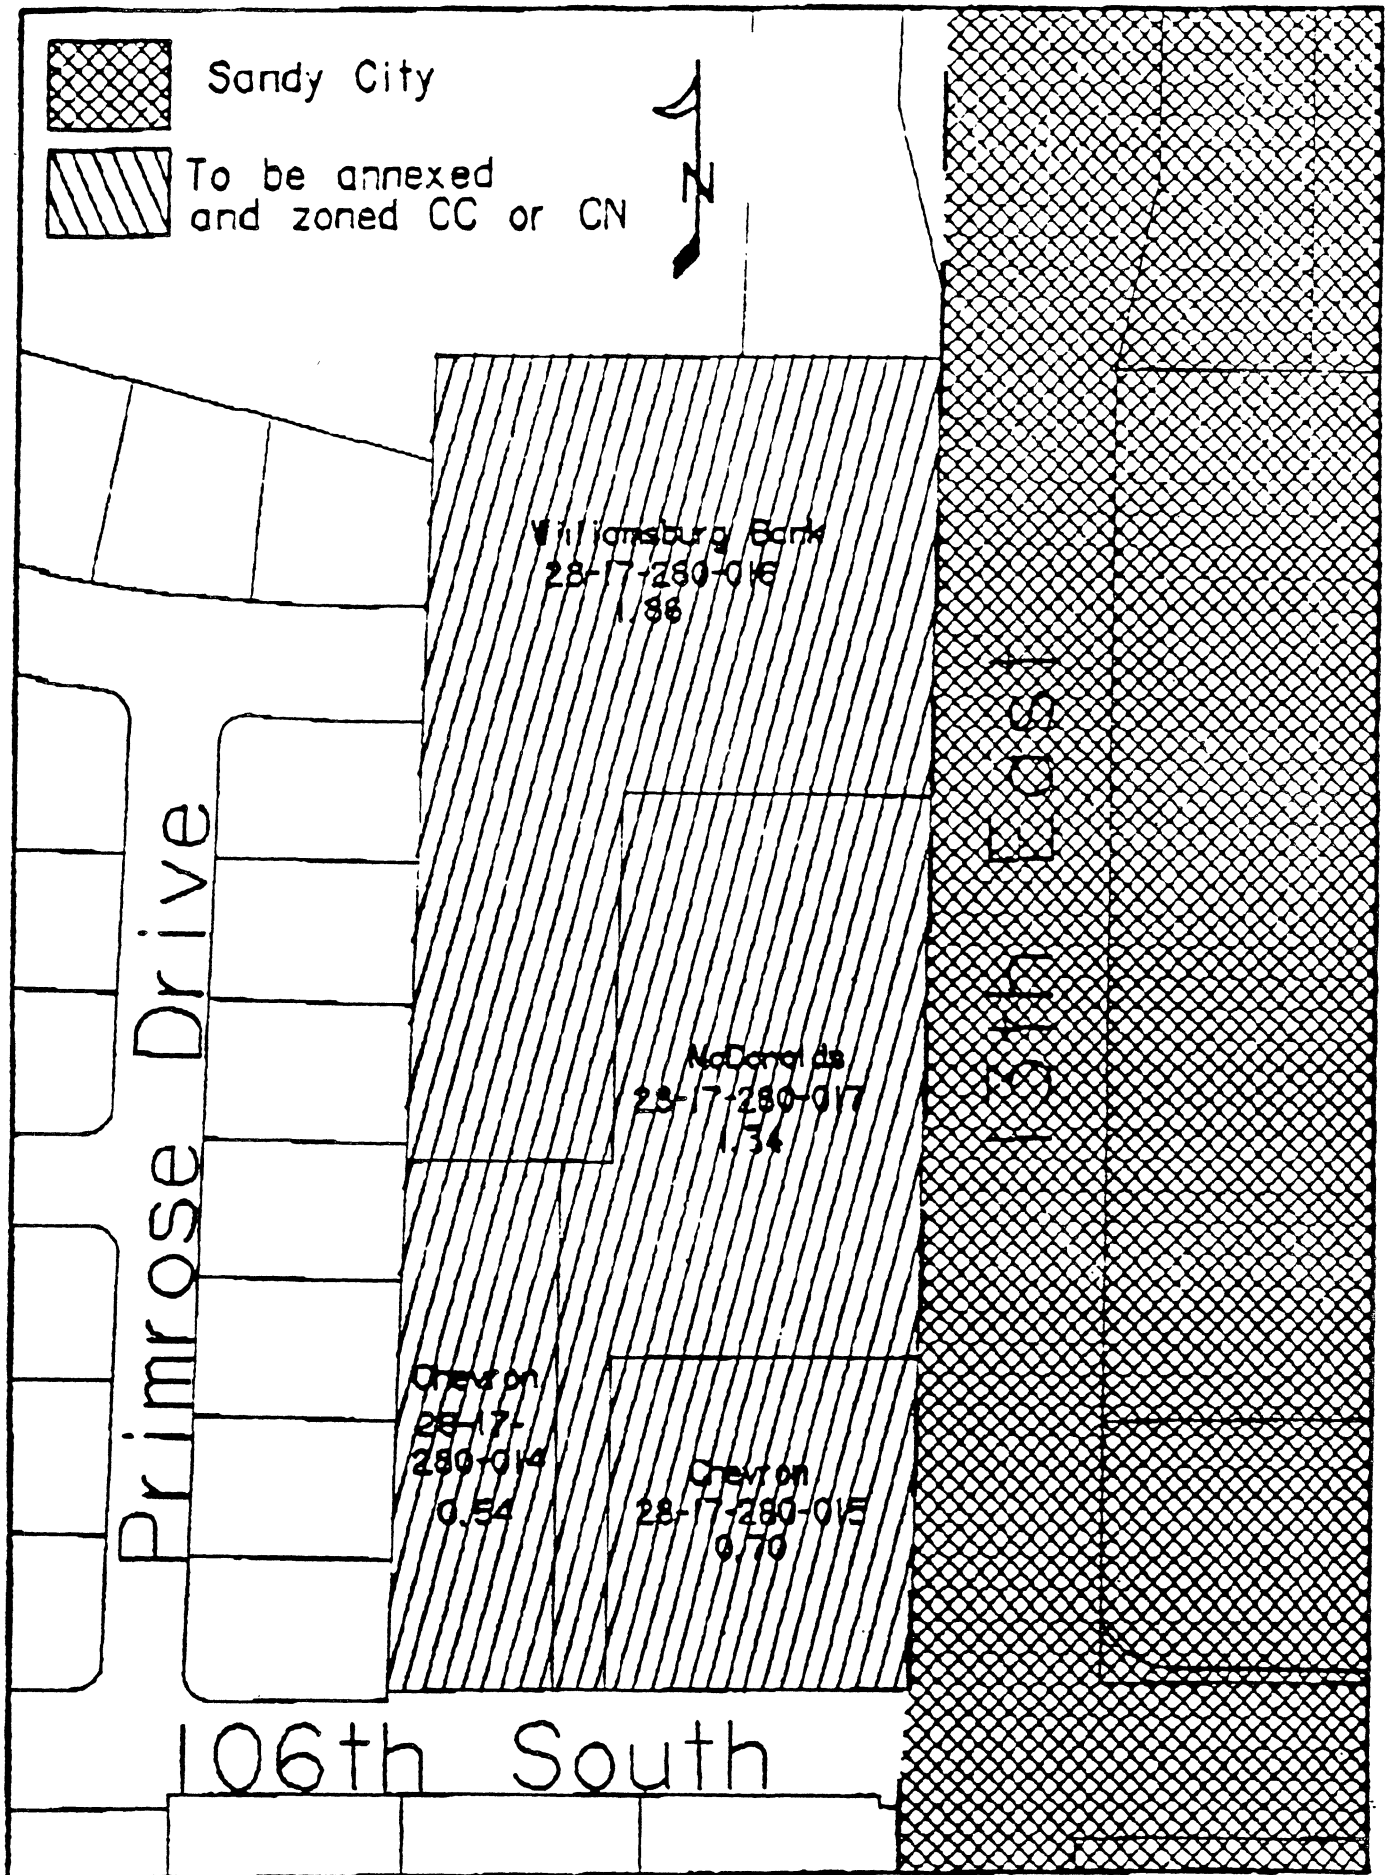 Sandy City
To be annexed
and zoned CC or CN
N
Williamsburg Bank
28-17-280-016
1.88
13th East
McDonalds
28-17-280-017
1.34
Primrose Drive
Chevron
28-17-
280-014
0.54
Chevron
28-17-280-015
0.70
106th South